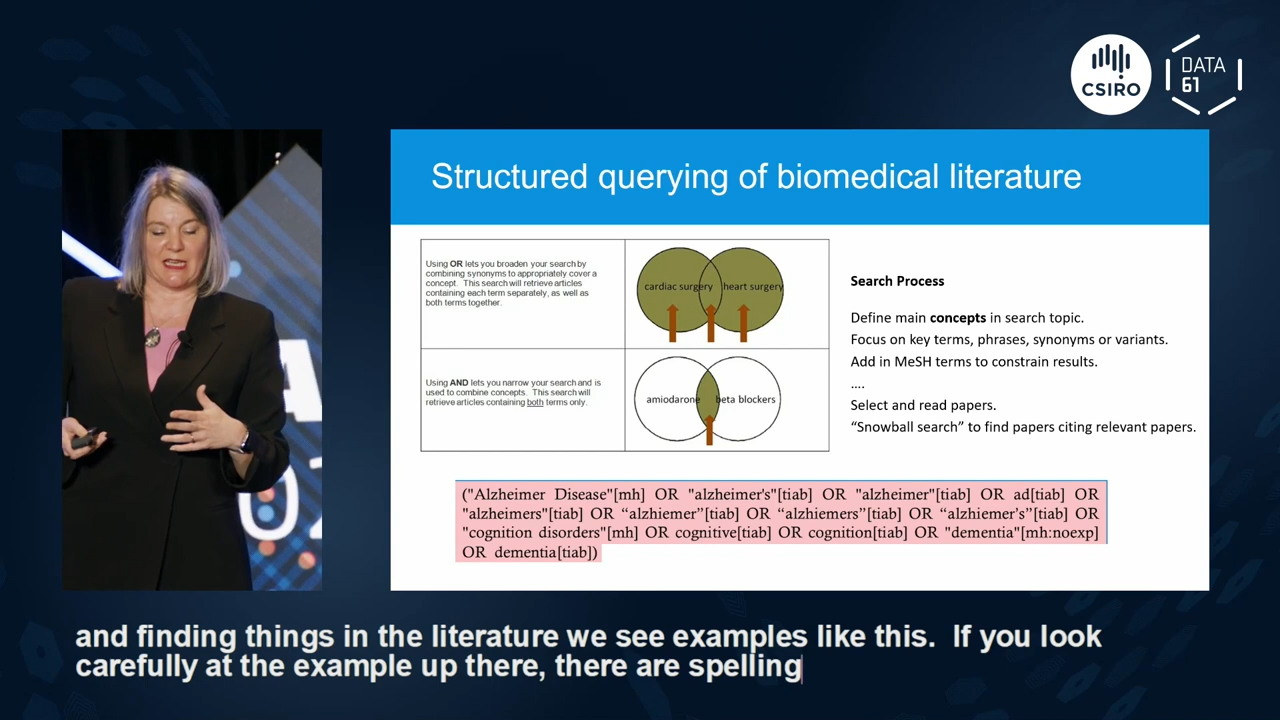 CSIRO
DATA
61
Structured querying of biomedical literature
Using OR lets you broaden your search by
combining synonyms to appropriately cover a
concept. This search will retrieve articles
containing each term separately, as well as
both terms together.
cardiac surgery
heart surgery
Using AND lets you narrow your search and is
used to combine concepts. This search will
retrieve articles containing both terms only.
amiodarone
beta blockers
Search Process
Define main concepts in search topic.
Focus on key terms, phrases, synonyms or variants.
Add in MeSH terms to constrain results.
....
Select and read papers.
“Snowball search” to find papers citing relevant papers.
("Alzheimer Disease"[mh] OR "alzheimer's"[tiab] OR "alzheimer"[tiab] OR ad[tiab] OR
"alzheimers"[tiab] OR “alzhiemer”[tiab] OR “alzhiemers”[tiab] OR “alzhiemer’s”[tiab] OR
"cognition disorders"[mh] OR cognitive[tiab] OR cognition[tiab] OR "dementia"[mh:noexp]
OR dementia[tiab])
and finding things in the literature we see examples like this. If you look
carefully at the example up there, there are spelling